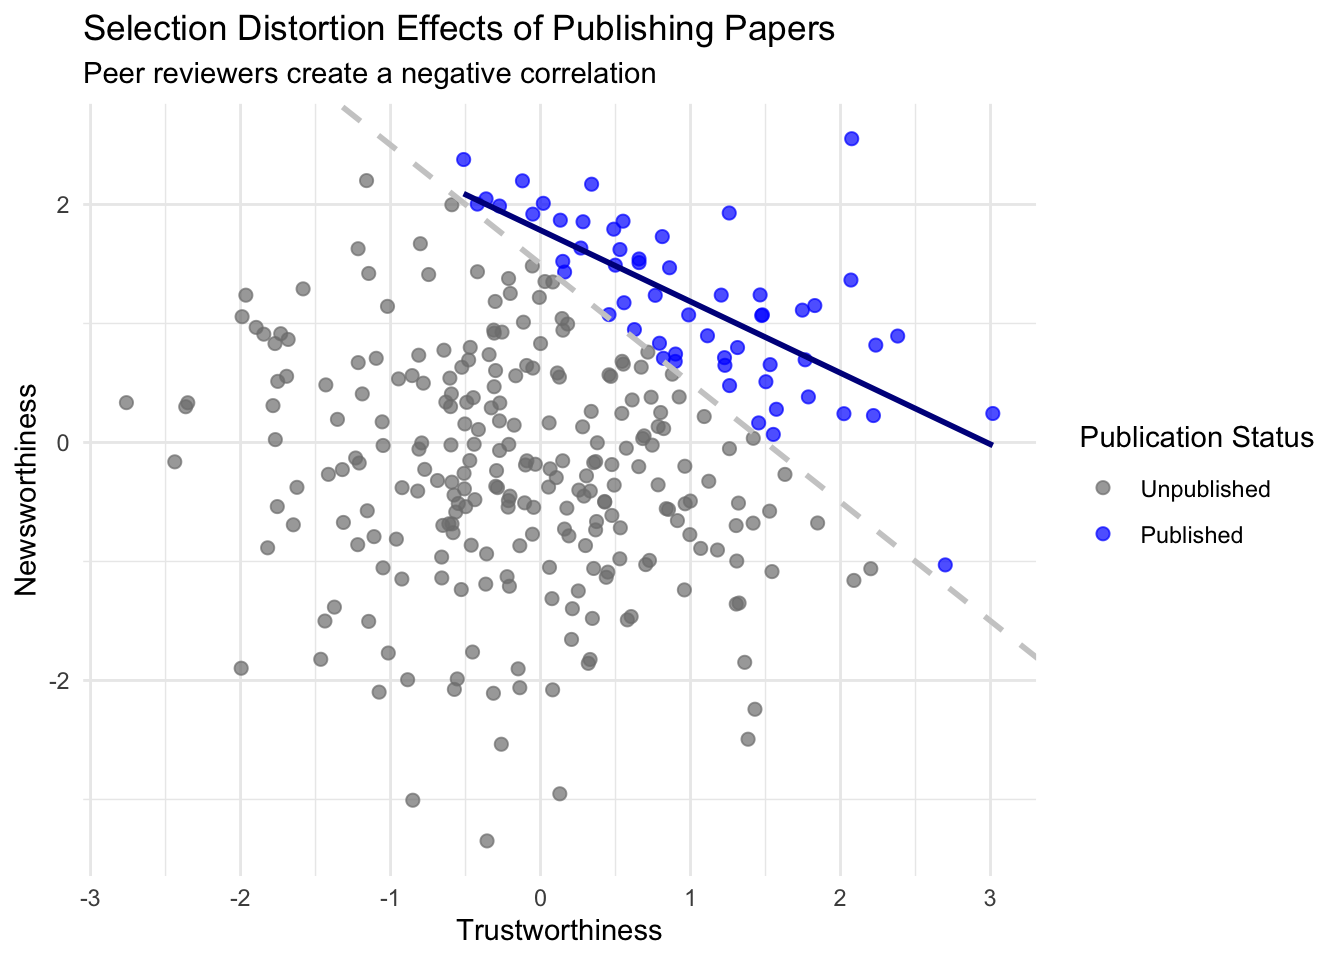 Selection Distortion Effects of Publishing Papers
Peer reviewers create a negative correlation
Newsworthiness
2
0
-2
-3
-2
-1
0
1
2
3
Trustworthiness
Publication Status
Unpublished
Published